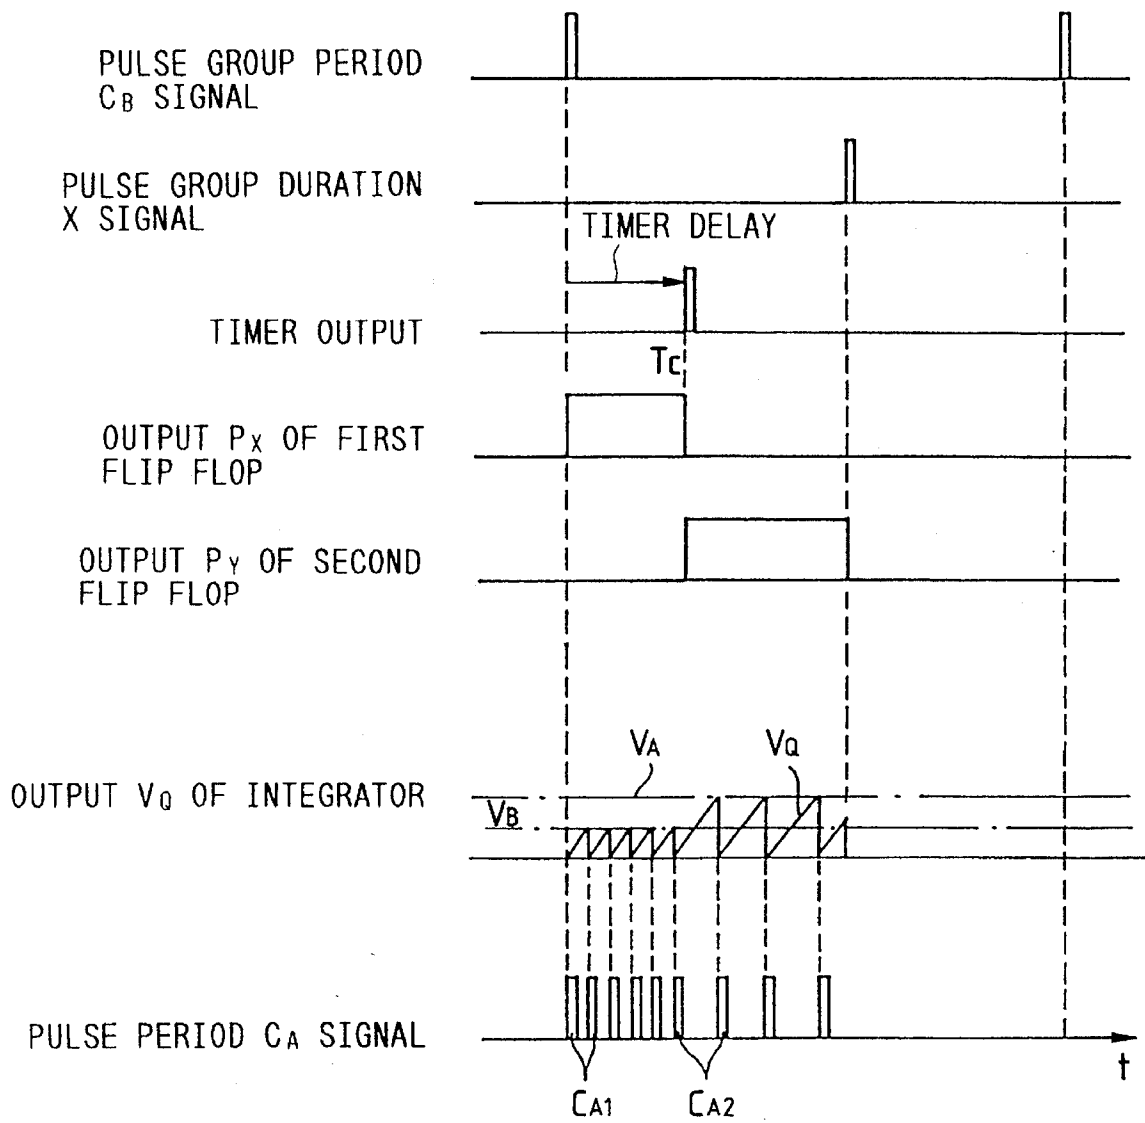 PULSE GROUP PERIOD
CB SIGNAL
PULSE GROUP DURATION
X SIGNAL
TIMER DELAY
TIMER OUTPUT
TC
OUTPUT PX OF FIRST
FLIP FLOP
OUTPUT PY OF SECOND
FLIP FLOP
VA
VQ
OUTPUT VQ OF INTEGRATOR
VB
PULSE PERIOD CA SIGNAL
t
CA1
CA2